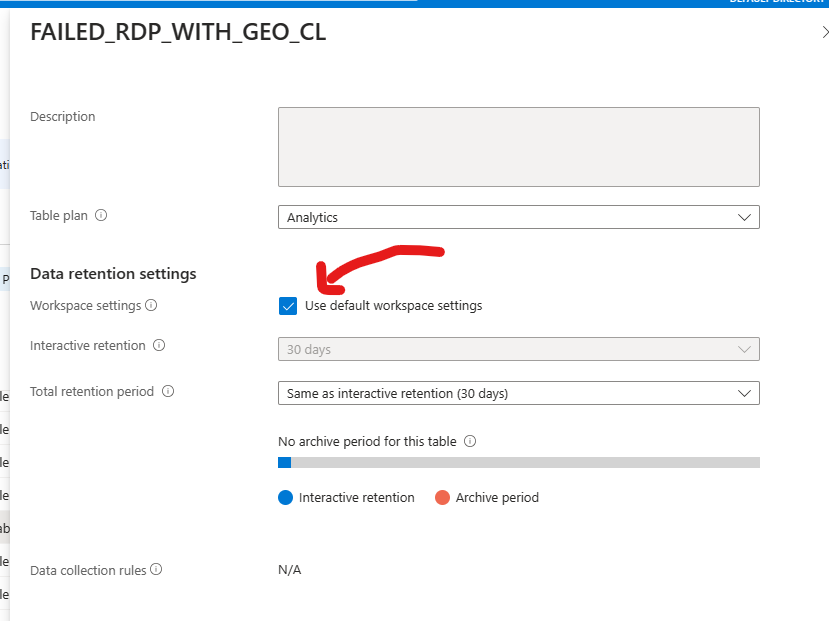 FAILED_RDP_WITH_GEO_CL
Description
Table plan
Analytics
Data retention settings
Workspace settings
Use default workspace settings
Interactive retention
30 days
Total retention period
Same as interactive retention (30 days)
No archive period for this table
Interactive retention
Archive period
Data collection rules
N/A